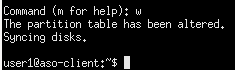 Command (m for help): w
The partition table has been altered.
Syncing disks.
user1@aso-client:~$